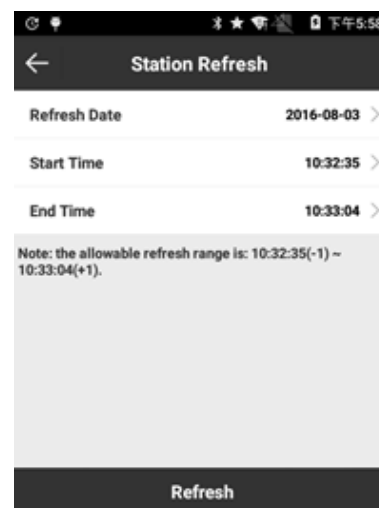 下午5:58
Station Refresh
Refresh Date 2016-08-03
Start Time 10:32:35
End Time 10:33:04
Note: the allowable refresh range is: 10:32:35(-1) ~
10:33:04(+1).
Refresh